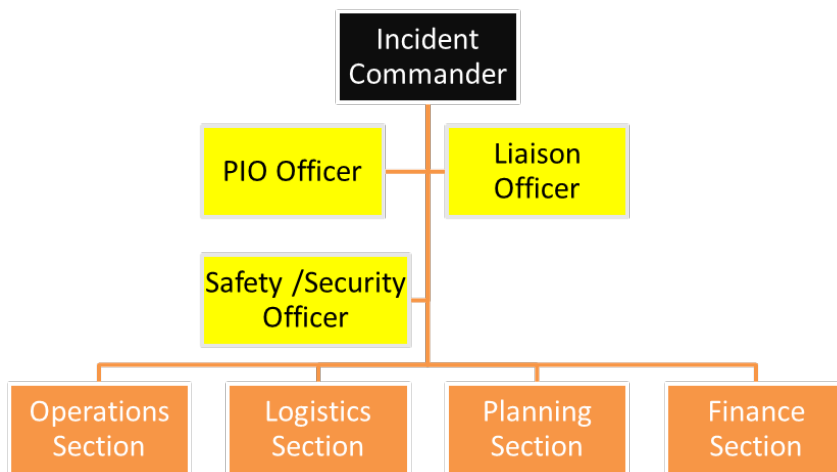 Incident
Commander
PIO Officer
Liaison
Officer
Safety /Security
Officer
Operations
Section
Logistics
Section
Planning
Section
Finance
Section